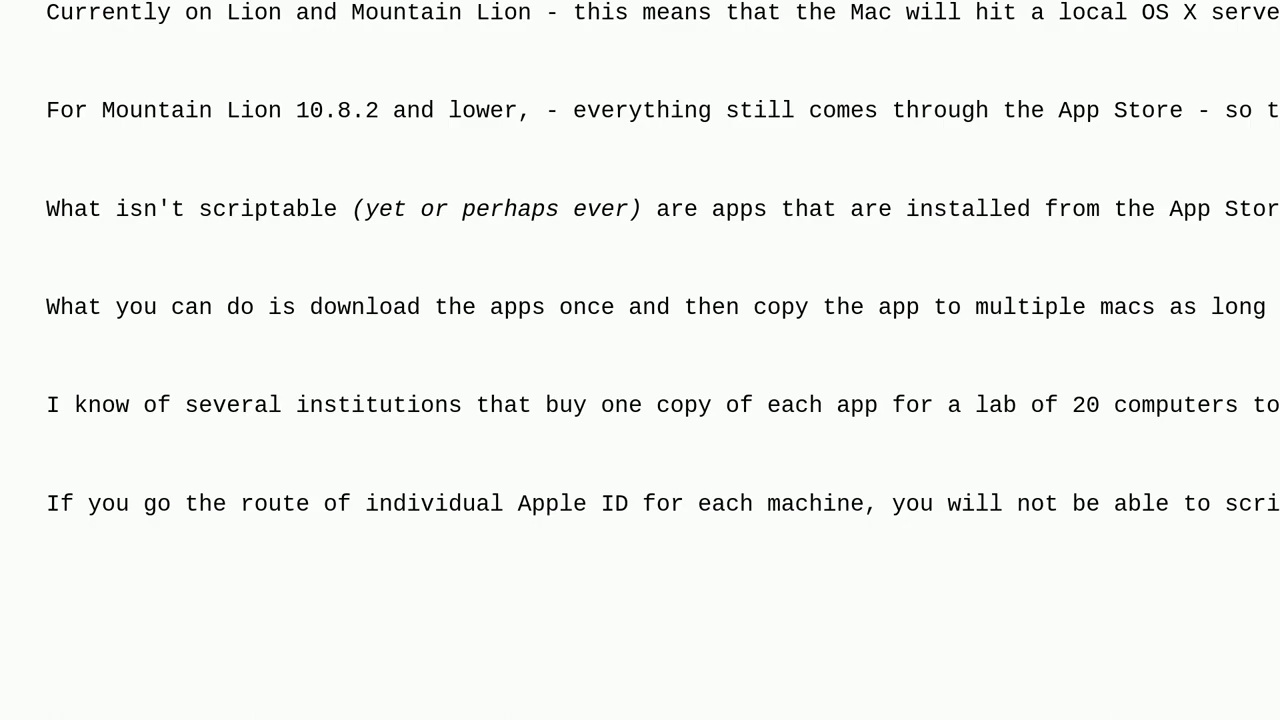 Currently on Lion and Mountain Lion - this means that the Mac will hit a local OS X serve
For Mountain Lion 10.8.2 and lower, - everything still comes through the App Store - so t
What isn't scriptable (yet or perhaps ever) are apps that are installed from the App Stor
What you can do is download the apps once and then copy the app to multiple macs as long
I know of several institutions that buy one copy of each app for a lab of 20 computers to
If you go the route of individual Apple ID for each machine, you will not be able to scri